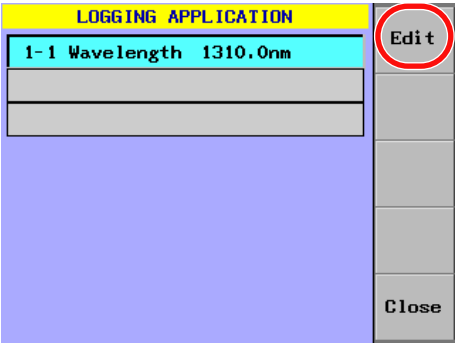 LOGGING APPLICATION
Edit
1-1 Wavelength 1310.0nm
Close